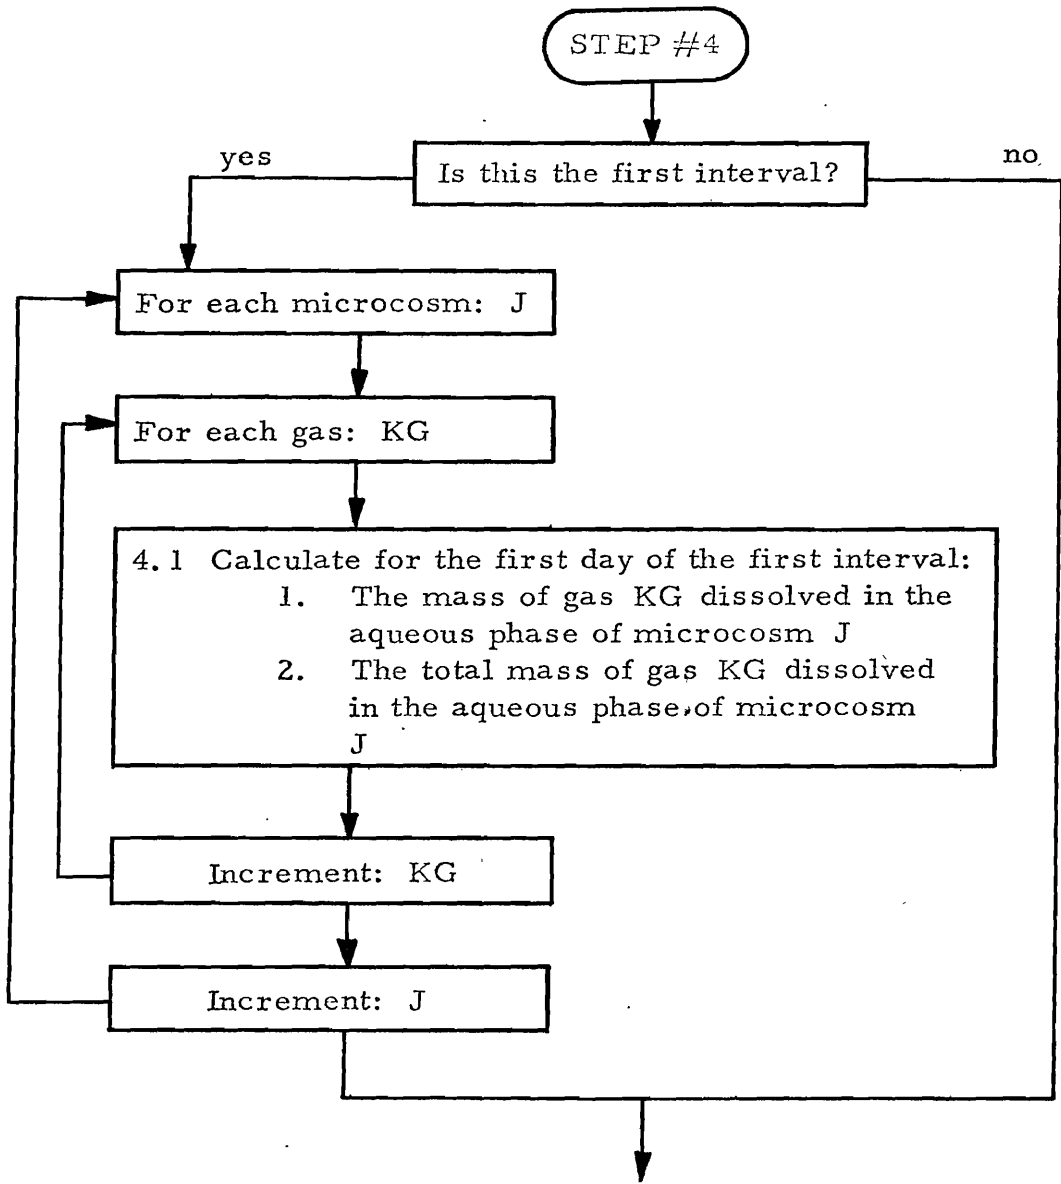 STEP #4
Is this the first interval?
yes
no
For each microcosm: J
For each gas: KG
4.1 Calculate for the first day of the first interval:
1. The mass of gas KG dissolved in the
aqueous phase of microcosm J
2. The total mass of gas KG dissolved
in the aqueous phase of microcosm
J
Increment: KG
Increment: J